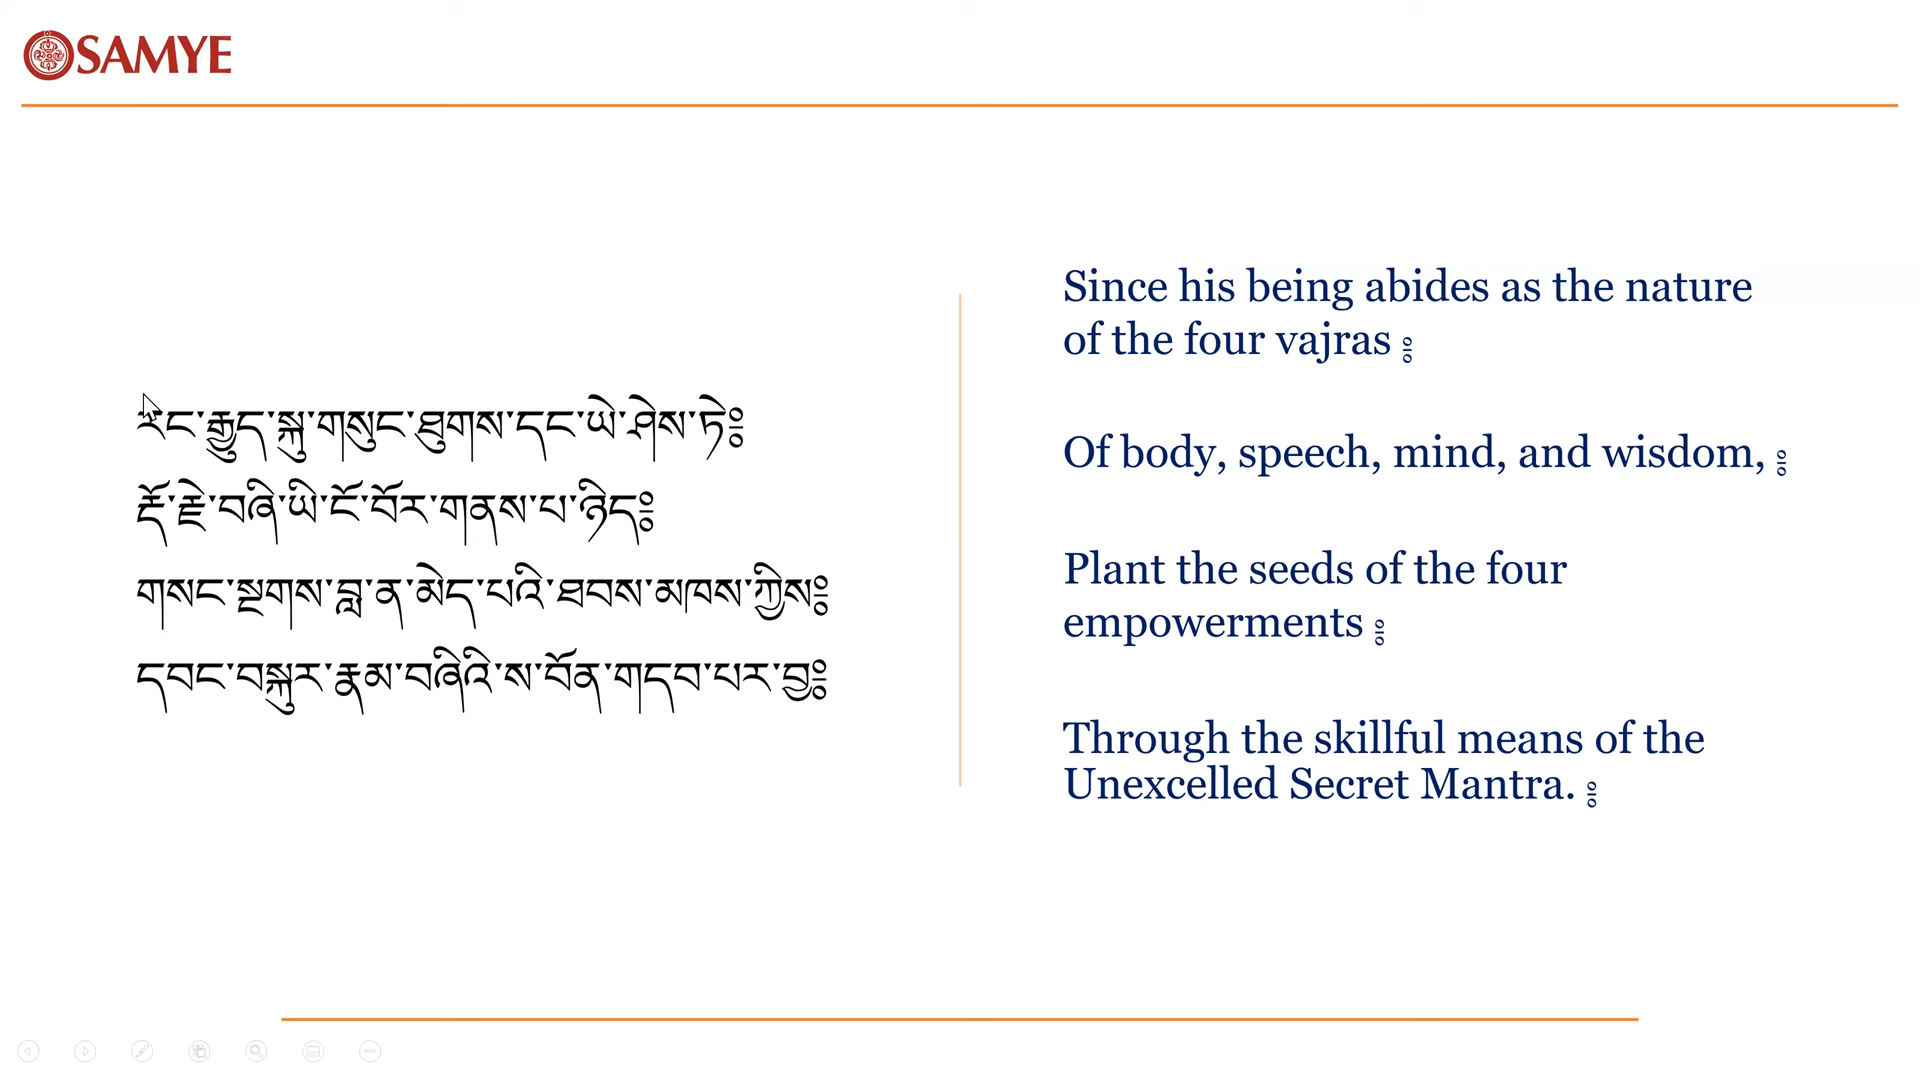 SAMYE
རང་རྒྱུད་སྐུ་གསུང་ཐུགས་དང་ཡེ་ཤེས་ཏེ༔
རྡོ་རྗེ་བཞི་ཡི་ངོ་བོར་གནས་པ་ཉིད༔
གསང་སྔགས་བླ་ན་མེད་པའི་ཐབས་མཁས་ཀྱིས༔
དབང་བསྐུར་རྣམ་བཞིའི་ས་བོན་གདབ་པར་བྱ༔
Since his being abides as the nature
of the four vajras ༔
Of body, speech, mind, and wisdom, ༔
Plant the seeds of the four
empowerments ༔
Through the skillful means of the
Unexcelled Secret Mantra. ༔